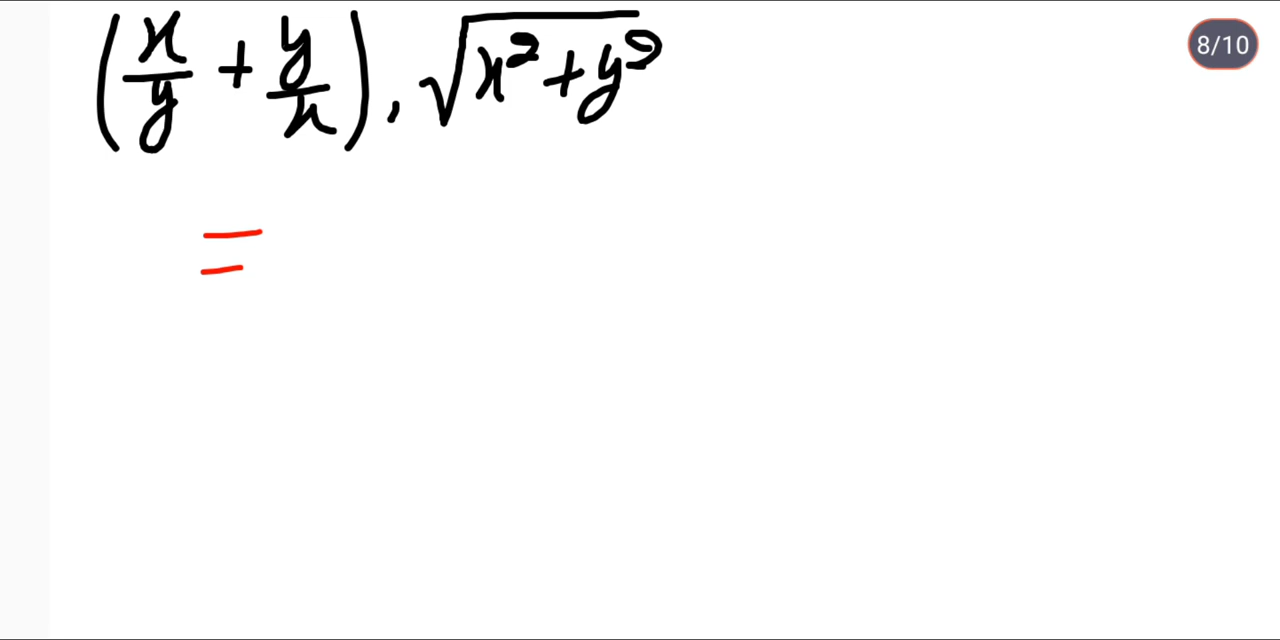 (x/y + y/x) . √(x² + y²)
8/10
=